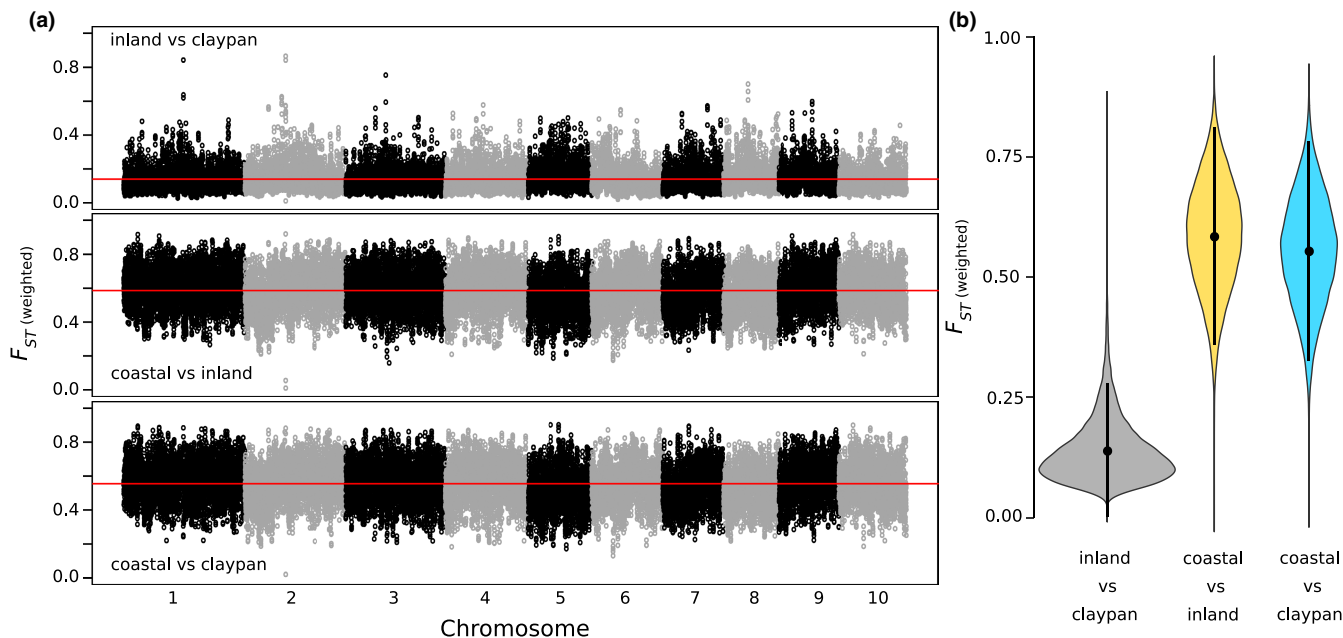 (a)
inland vs claypan
0.8
0.4
0.0
coastal vs inland
0.8
0.4
0.0
coastal vs claypan
0.8
0.4
0.0
F_ST (weighted)
1 2 3 4 5 6 7 8 9 10
Chromosome
(b)
1.00
0.75
0.50
0.25
0.00
F_ST (weighted)
inland
vs
claypan
coastal
vs
inland
coastal
vs
claypan